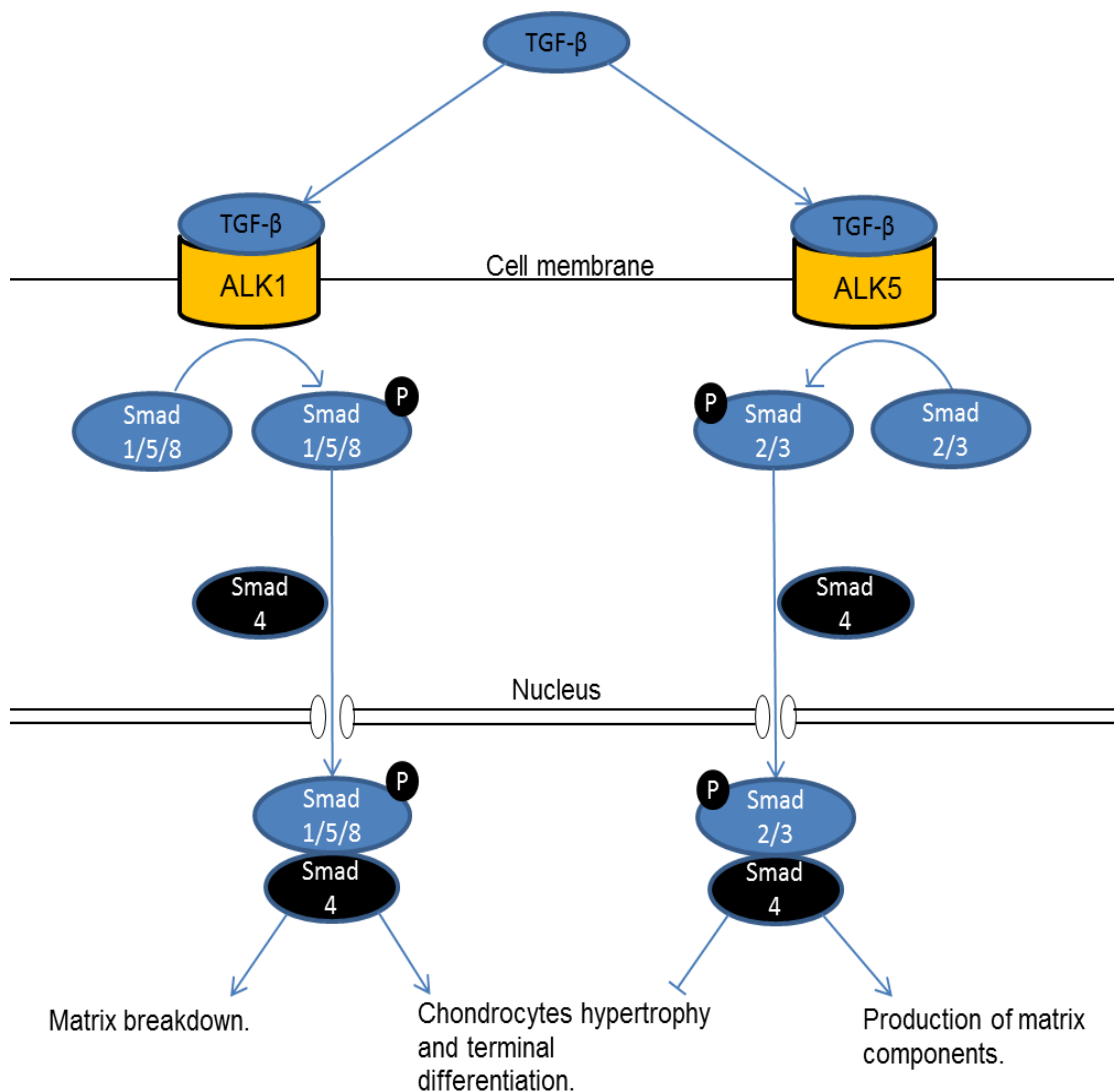 TGF-β
TGF-β
TGF-β
Cell membrane
ALK1
ALK5
P
P
Smad
1/5/8
Smad
1/5/8
Smad
2/3
Smad
2/3
Smad
4
Smad
4
Nucleus
P
P
Smad
1/5/8
Smad
2/3
Smad
4
Smad
4
Matrix breakdown.
Chondrocytes hypertrophy
and terminal
differentiation.
Production of matrix
components.